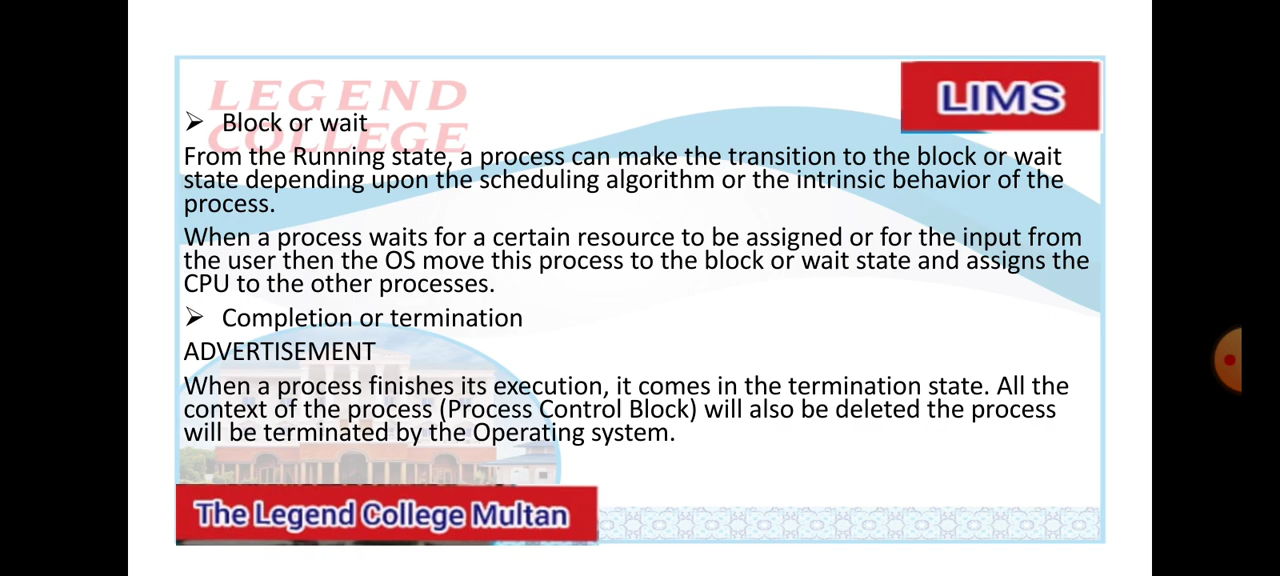 LEGEND
COLLEGE
LIMS
➢ Block or wait
From the Running state, a process can make the transition to the block or wait
state depending upon the scheduling algorithm or the intrinsic behavior of the
process.
When a process waits for a certain resource to be assigned or for the input from
the user then the OS move this process to the block or wait state and assigns the
CPU to the other processes.
➢ Completion or termination
ADVERTISEMENT
When a process finishes its execution, it comes in the termination state. All the
context of the process (Process Control Block) will also be deleted the process
will be terminated by the Operating system.
The Legend College Multan